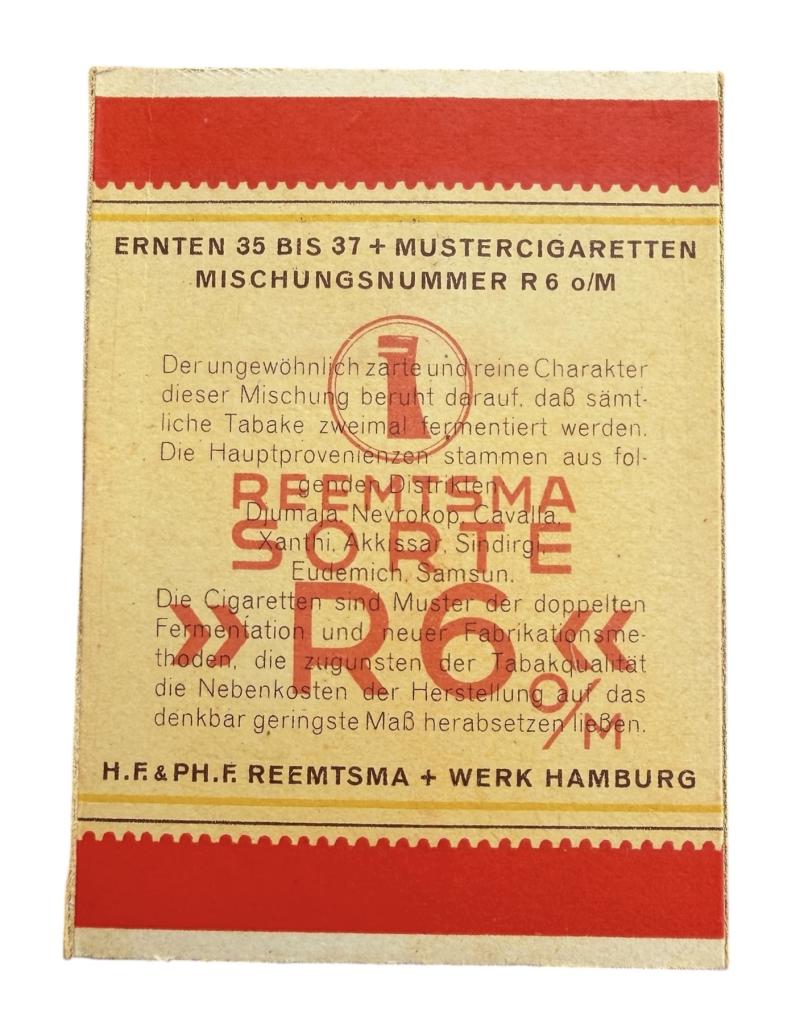 ERNTEN 35 BIS 37 + MUSTERCIGARETTEN
MISCHUNGSNUMMER R 6 o/M
Der ungewöhnlich zarte und reine Charakter
dieser Mischung beruht darauf, daß sämt-
liche Tabake zweimal fermentiert werden.
Die Hauptprovenienzen stammen aus fol-
genden Distrikten
Djumaja, Nevrokop, Cavalla,
Xanthi, Akkissar, Sindirgi,
Eudemich, Samsun.
Die Cigaretten sind Muster der doppelten
Fermentation und neuer Fabrikationsme-
thoden, die zugunsten der Tabakqualität
die Nebenkosten der Herstellung auf das
denkbar geringste Maß herabsetzen ließen.
REEMTSMA
SORTE
» R6 «
o/M
H.F. & PH.F. REEMTSMA + WERK HAMBURG